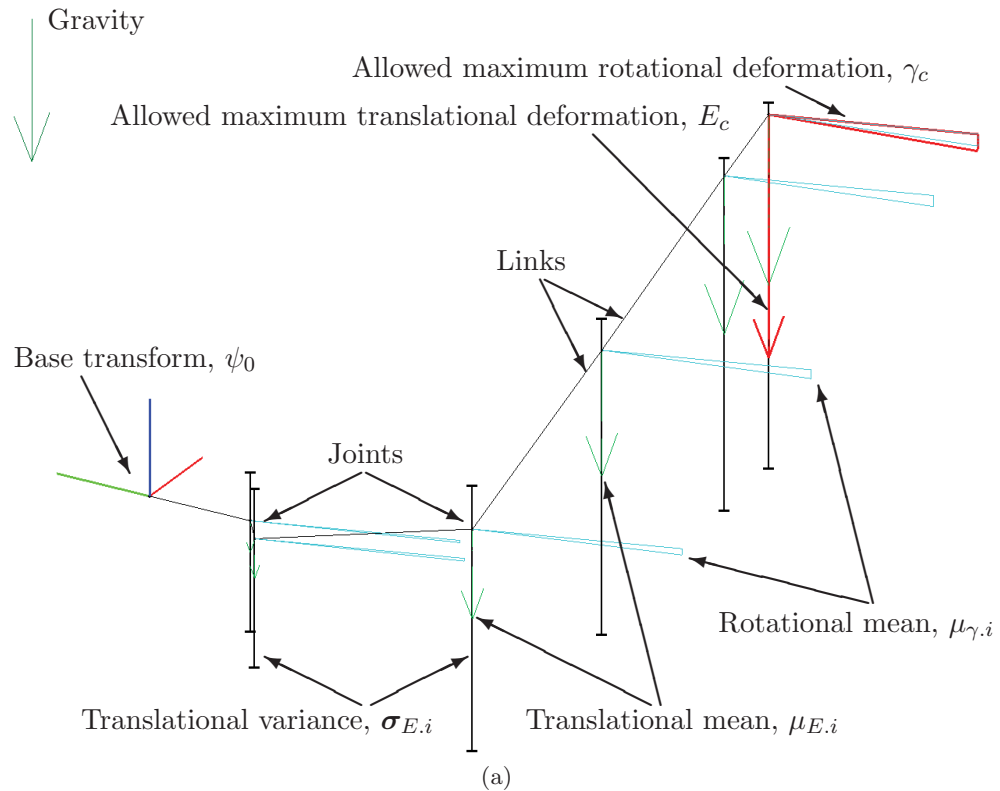 Gravity
Allowed maximum rotational deformation, γc
Allowed maximum translational deformation, Ec
Links
Base transform, ψ0
Joints
Rotational mean, μγ.i
Translational variance, σE.i
Translational mean, μE.i
(a)